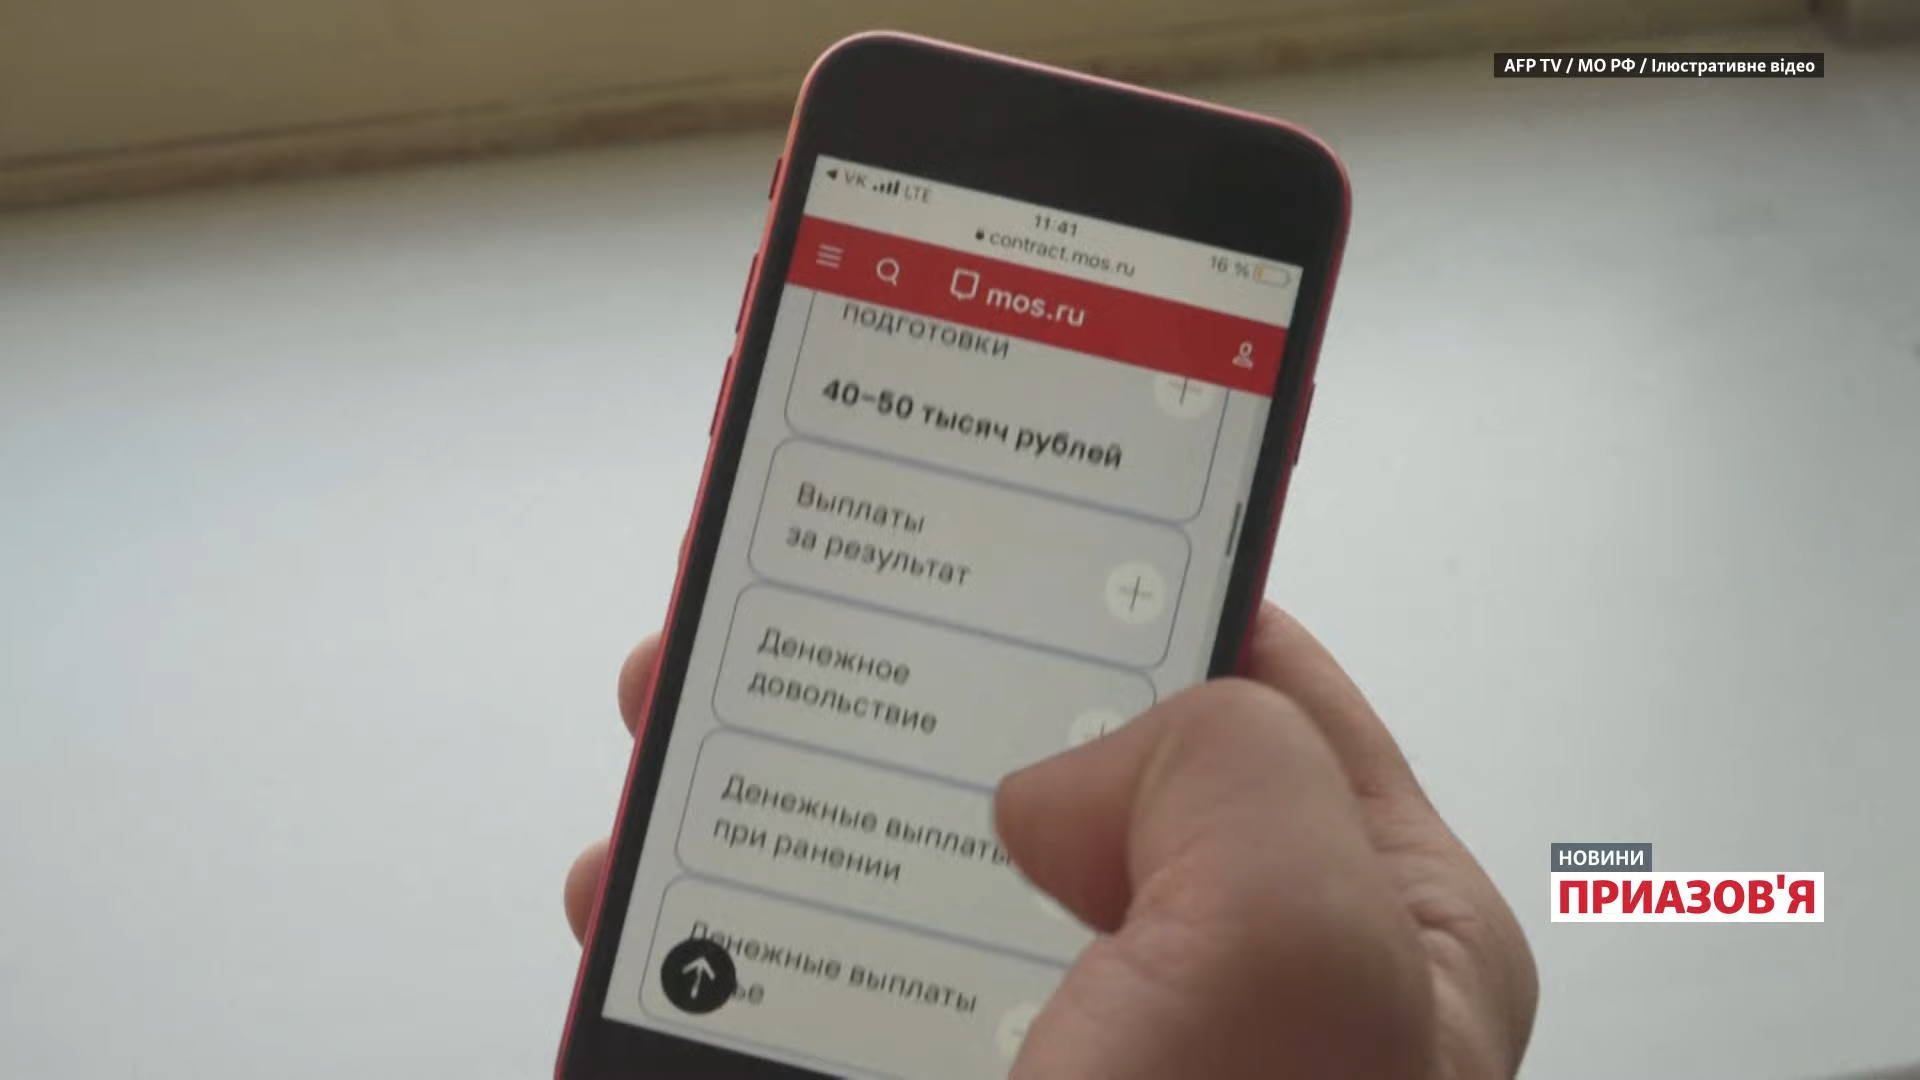 AFP TV / МО РФ / Ілюстративне відео
VK LTE
11:41
contract.mos.ru
16 %
mos.ru
подготовки
40-50 тысяч рублей
Выплаты
за результат
Денежное
довольствие
Денежные выплаты
при ранении
Денежные выплаты
НОВИНИ
ПРИАЗОВ'Я